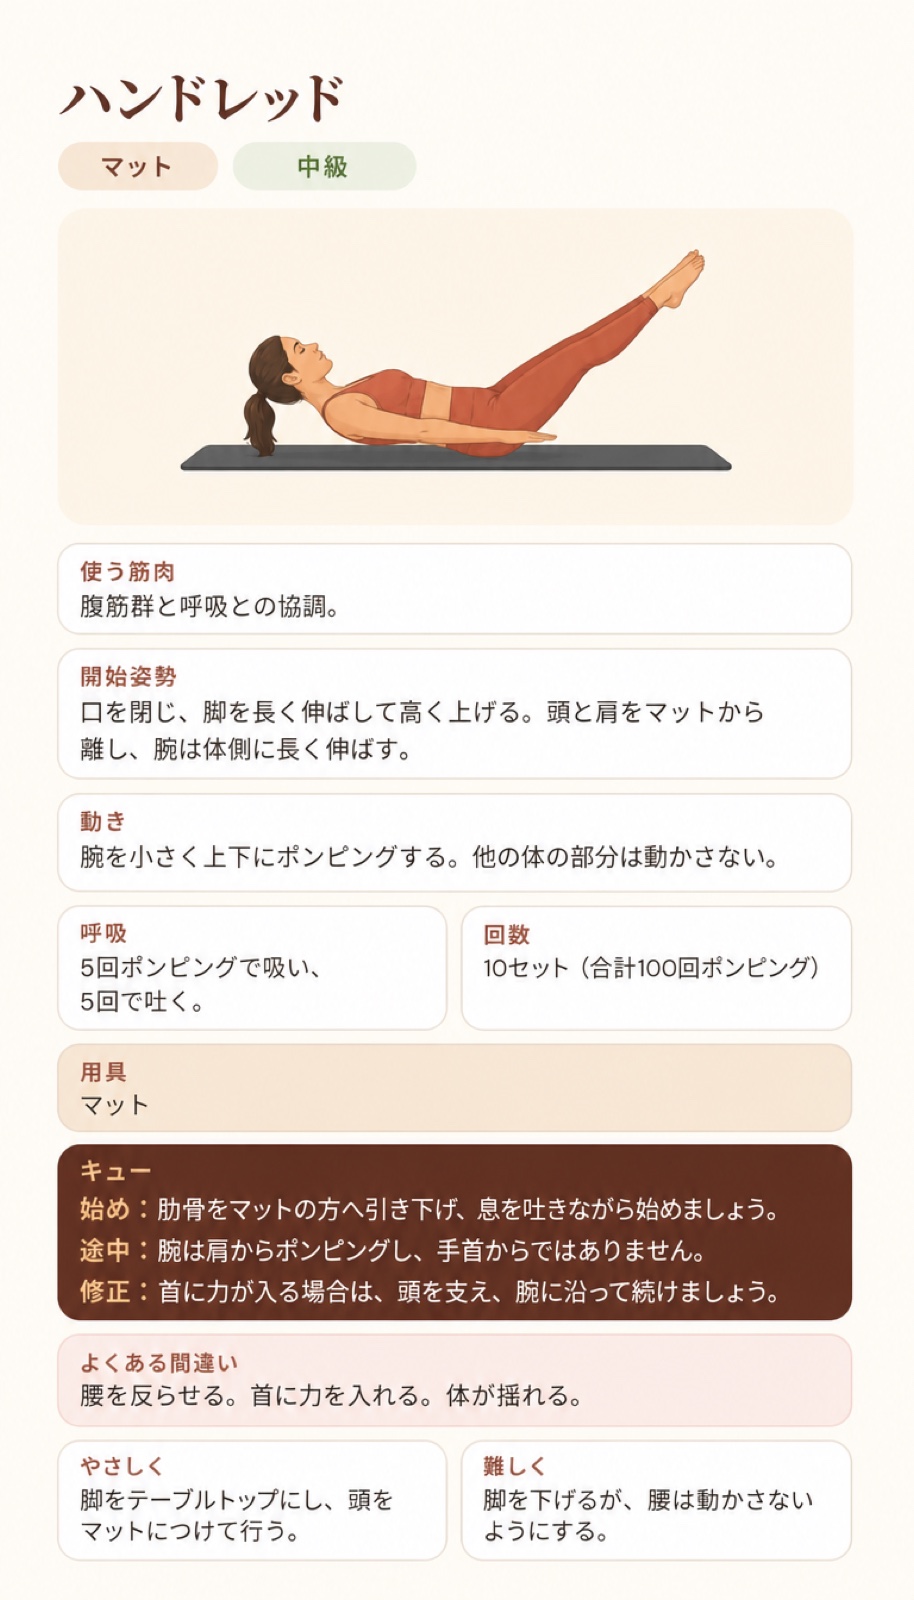 ハンドレッド
マット
中級
使う筋肉
腹筋群と呼吸との協調。
開始姿勢
口を閉じ、脚を長く伸ばして高く上げる。頭と肩をマットから
離し、腕は体側に長く伸ばす。
動き
腕を小さく上下にポンピングする。他の体の部分は動かさない。
呼吸
5回ポンピングで吸い、
5回で吐く。
回数
10セット（合計100回ポンピング）
用具
マット
キュー
始め：肋骨をマットの方へ引き下げ、息を吐きながら始めましょう。
途中：腕は肩からポンピングし、手首からではありません。
修正：首に力が入る場合は、頭を支え、腕に沿って続けましょう。
よくある間違い
腰を反らせる。首に力を入れる。体が揺れる。
やさしく
脚をテーブルトップにし、頭を
マットにつけて行う。
難しく
脚を下げるが、腰は動かさない
ようにする。